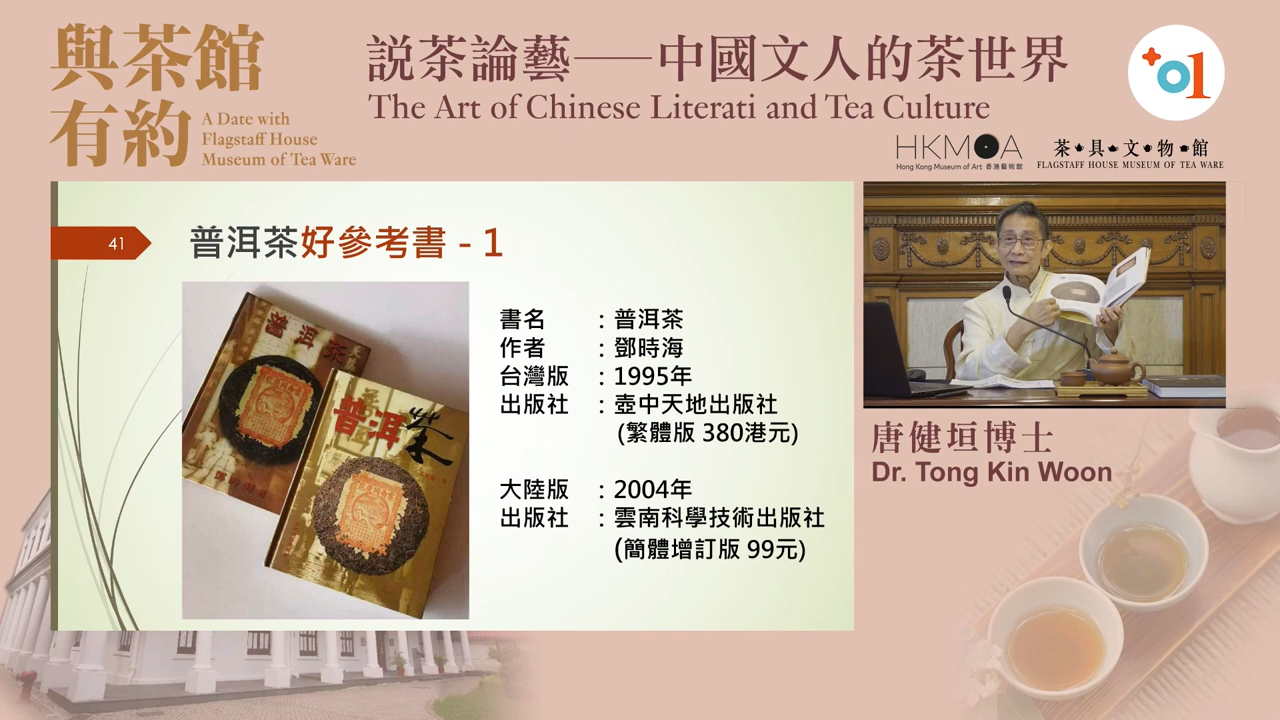 與茶館
有約
A Date with
Flagstaff House
Museum of Tea Ware
説茶論藝——中國文人的茶世界
The Art of Chinese Literati and Tea Culture
+01
HKMOA
Hong Kong Museum of Art 香港藝術館
茶•具•文•物•館
FLAGSTAFF HOUSE MUSEUM OF TEA WARE
41
普洱茶好參考書 - 1
普洱茶
普洱茶
書名 : 普洱茶
作者 : 鄧時海
台灣版 : 1995年
出版社 : 壺中天地出版社
(繁體版 380港元)
大陸版 : 2004年
出版社 : 雲南科學技術出版社
(簡體增訂版 99元)
唐健垣博士
Dr. Tong Kin Woon